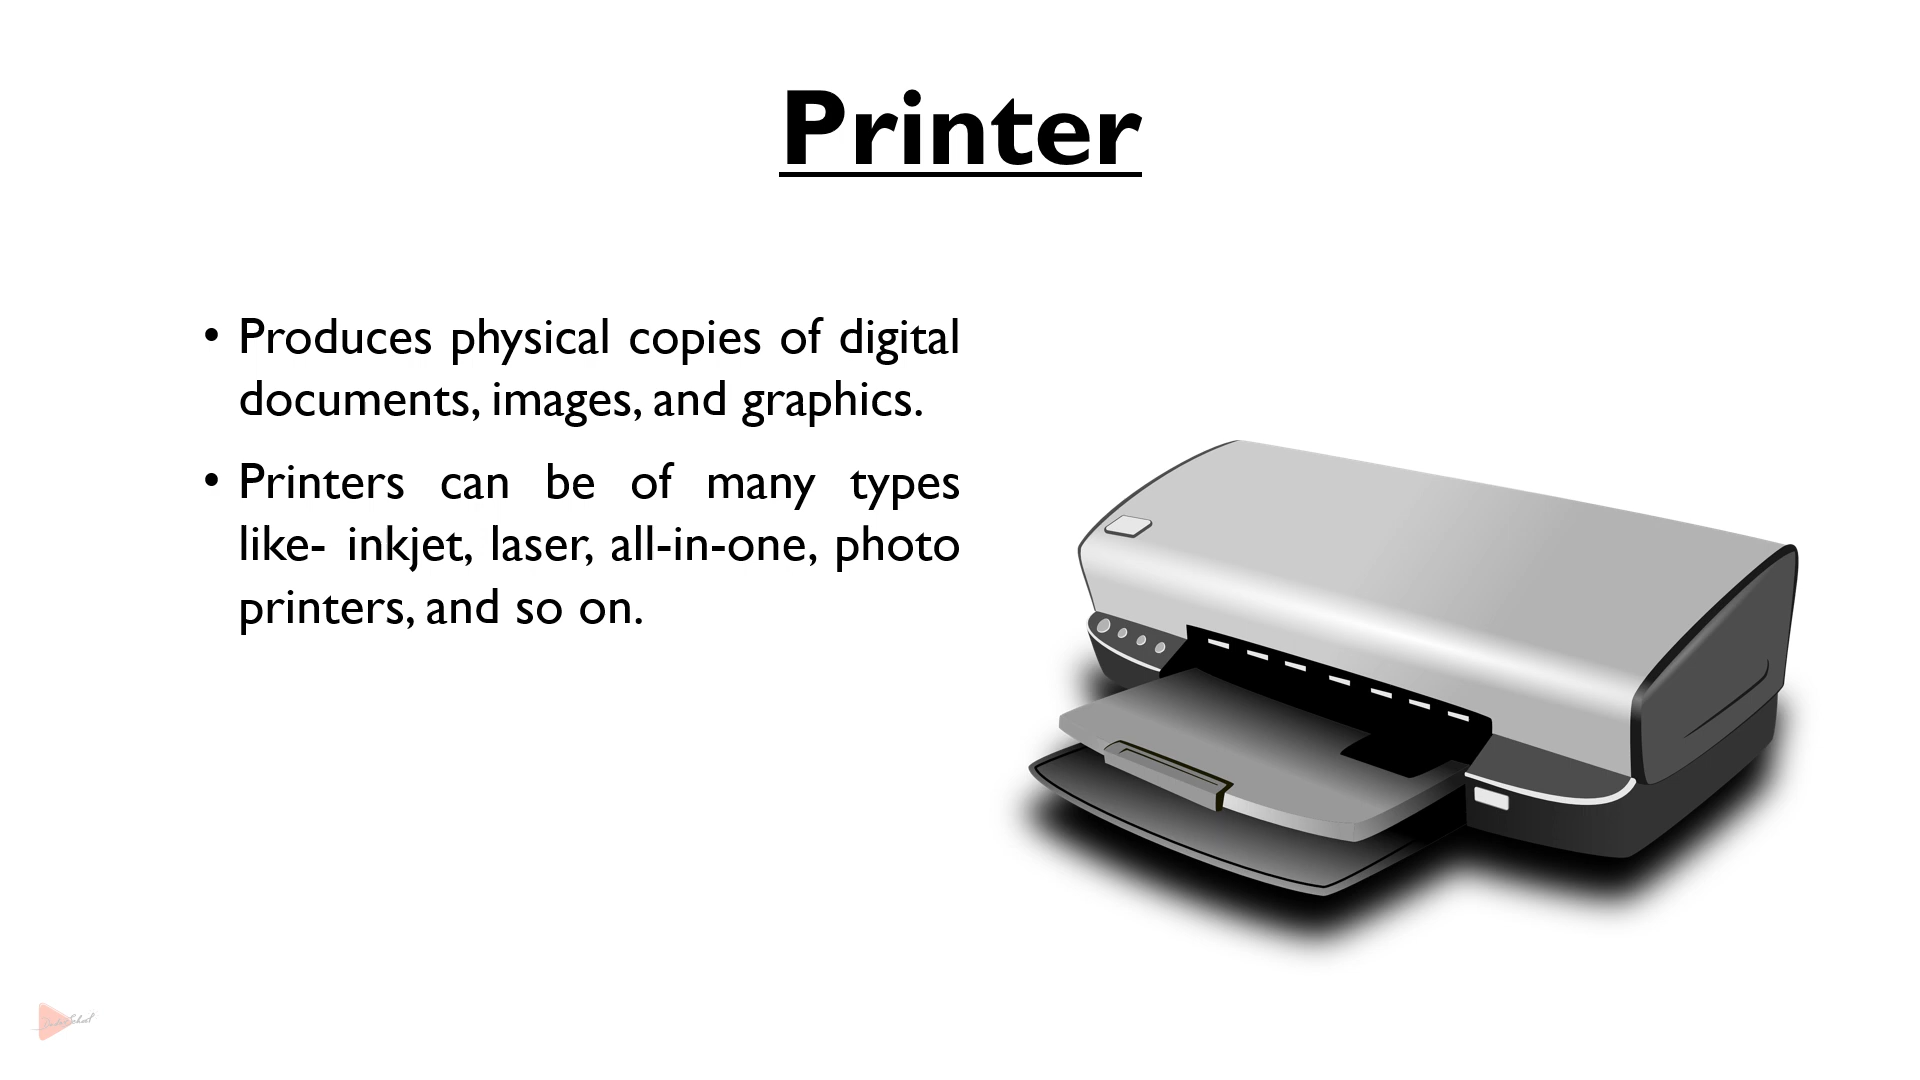 Printer
• Produces physical copies of digital
documents, images, and graphics.
• Printers can be of many types
like- inkjet, laser, all-in-one, photo
printers, and so on.